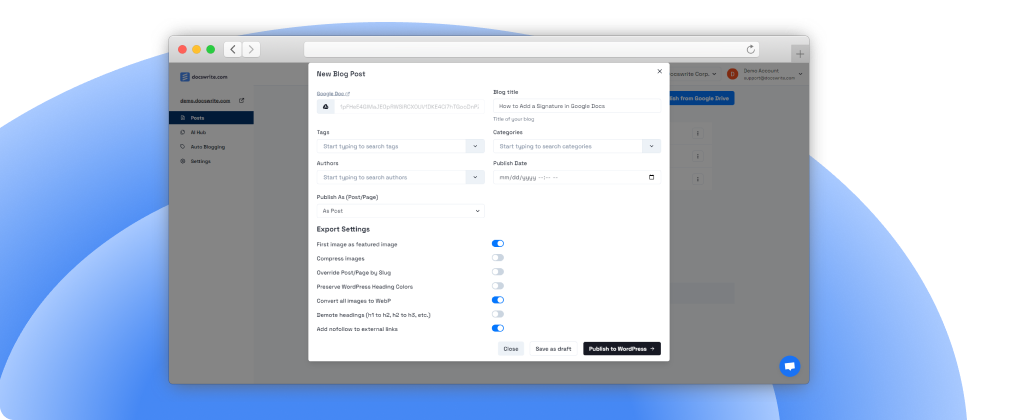 docswrite.com
demo.docswrite.com
Posts
AI Hub
Auto Blogging
Settings
New Blog Post
Google Doc
Blog title
How to Add a Signature in Google Docs
Title of your blog
Tags
Categories
Start typing to search tags
Start typing to search categories
Authors
Publish Date
Start typing to search authors
mm/dd/yyyy --:-- --
Publish As (Post/Page)
As Post
Export Settings
First image as featured image
Compress images
Override Post/Page by Slug
Preserve WordPress Heading Colors
Convert all images to WebP
Demote headings (h1 to h2, h2 to h3, etc.)
Add nofollow to external links
Close
Save as draft
Publish to WordPress →
ocswrite Corp.
D
Demo Account
support@docswrite.com
lish from Google Drive